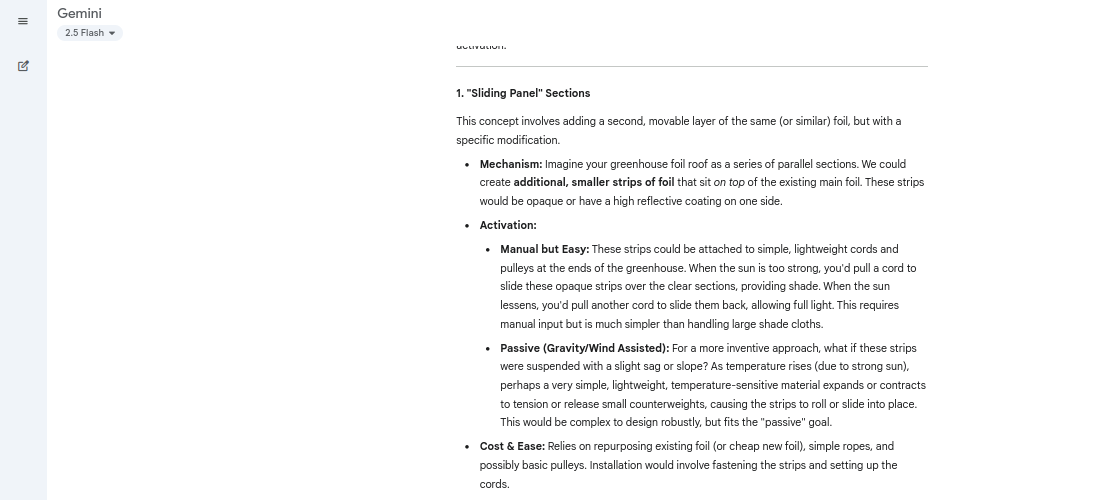 Gemini
2.5 Flash
activation.
1. "Sliding Panel" Sections
This concept involves adding a second, movable layer of the same (or similar) foil, but with a
specific modification.
• Mechanism: Imagine your greenhouse foil roof as a series of parallel sections. We could
create additional, smaller strips of foil that sit on top of the existing main foil. These strips
would be opaque or have a high reflective coating on one side.
• Activation:
• Manual but Easy: These strips could be attached to simple, lightweight cords and
pulleys at the ends of the greenhouse. When the sun is too strong, you'd pull a cord to
slide these opaque strips over the clear sections, providing shade. When the sun
lessens, you'd pull another cord to slide them back, allowing full light. This requires
manual input but is much simpler than handling large shade cloths.
• Passive (Gravity/Wind Assisted): For a more inventive approach, what if these strips
were suspended with a slight sag or slope? As temperature rises (due to strong sun),
perhaps a very simple, lightweight, temperature-sensitive material expands or contracts
to tension or release small counterweights, causing the strips to roll or slide into place.
This would be complex to design robustly, but fits the "passive" goal.
• Cost & Ease: Relies on repurposing existing foil (or cheap new foil), simple ropes, and
possibly basic pulleys. Installation would involve fastening the strips and setting up the
cords.